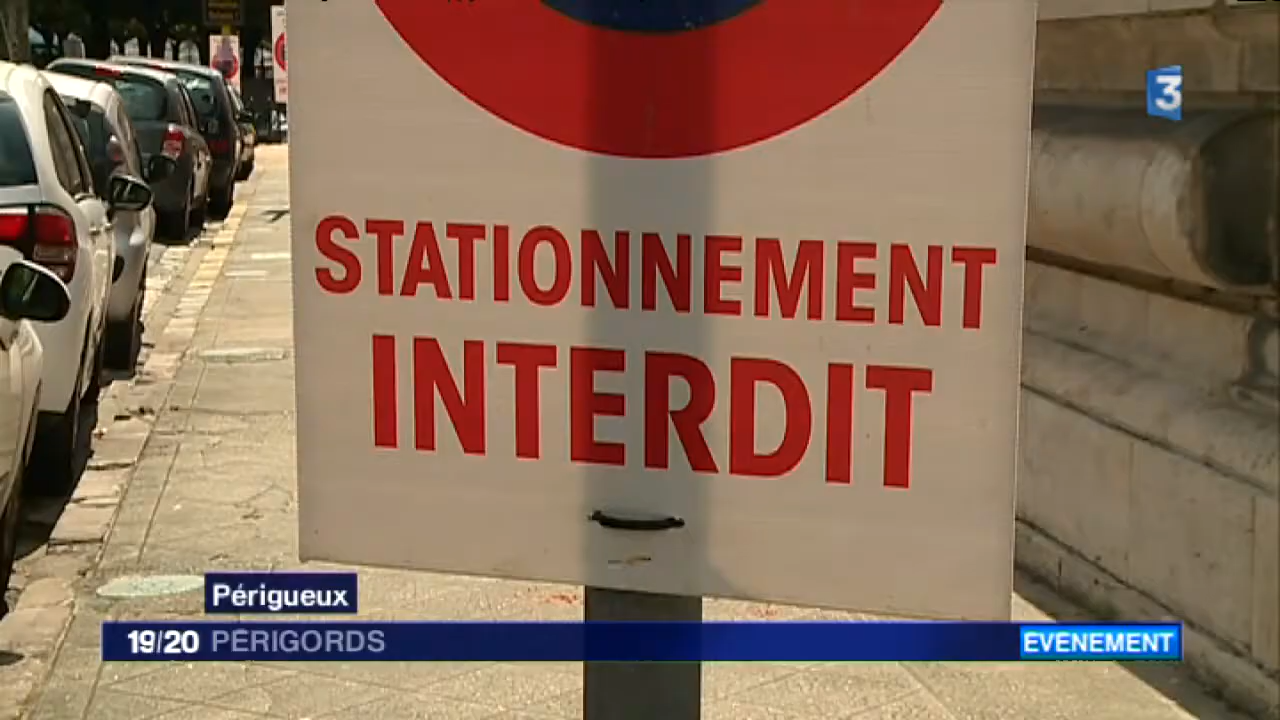 3
STATIONNEMENT
INTERDIT
Périgueux
19/20 PÉRIGORDS
EVENEMENT